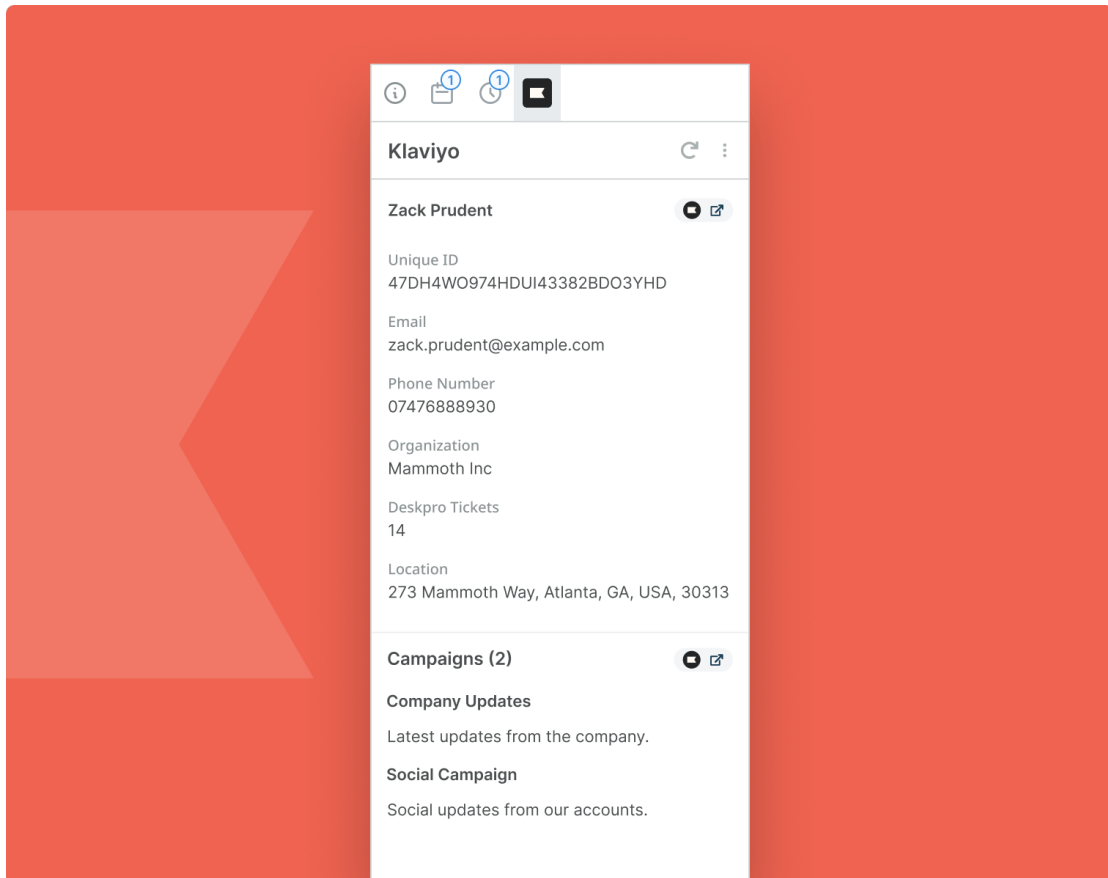 1
1
Klaviyo
Zack Prudent
Unique ID
47DH4WO974HDUI43382BDO3YHD
Email
zack.prudent@example.com
Phone Number
07476888930
Organization
Mammoth Inc
Deskpro Tickets
14
Location
273 Mammoth Way, Atlanta, GA, USA, 30313
Campaigns (2)
Company Updates
Latest updates from the company.
Social Campaign
Social updates from our accounts.